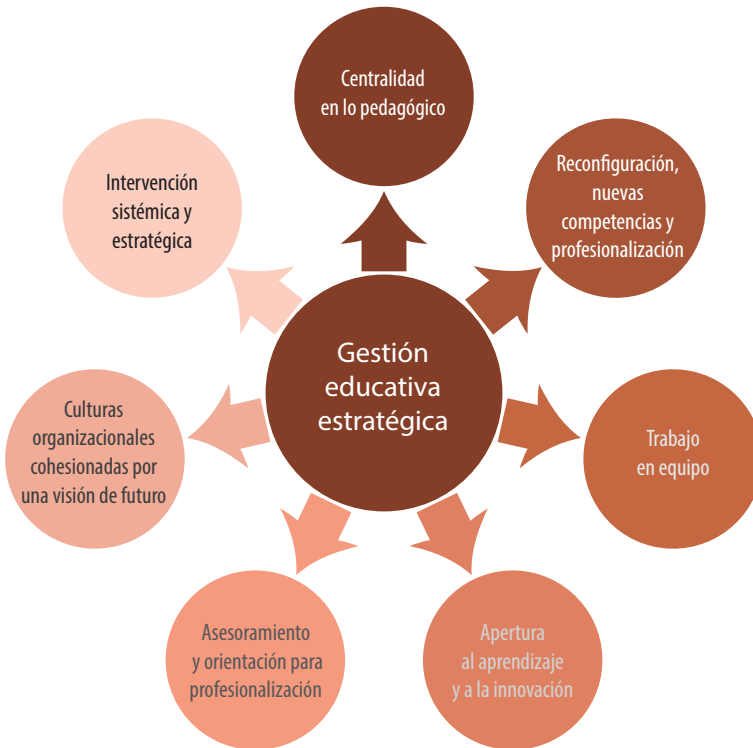 Centralidad
en lo pedagógico
Reconfiguración,
nuevas
competencias y
profesionalización
Trabajo
en equipo
Apertura
al aprendizaje
y a la innovación
Asesoramiento
y orientación para
profesionalización
Culturas
organizacionales
cohesionadas por
una visión de futuro
Intervención
sistémica y
estratégica
Gestión
educativa
estratégica